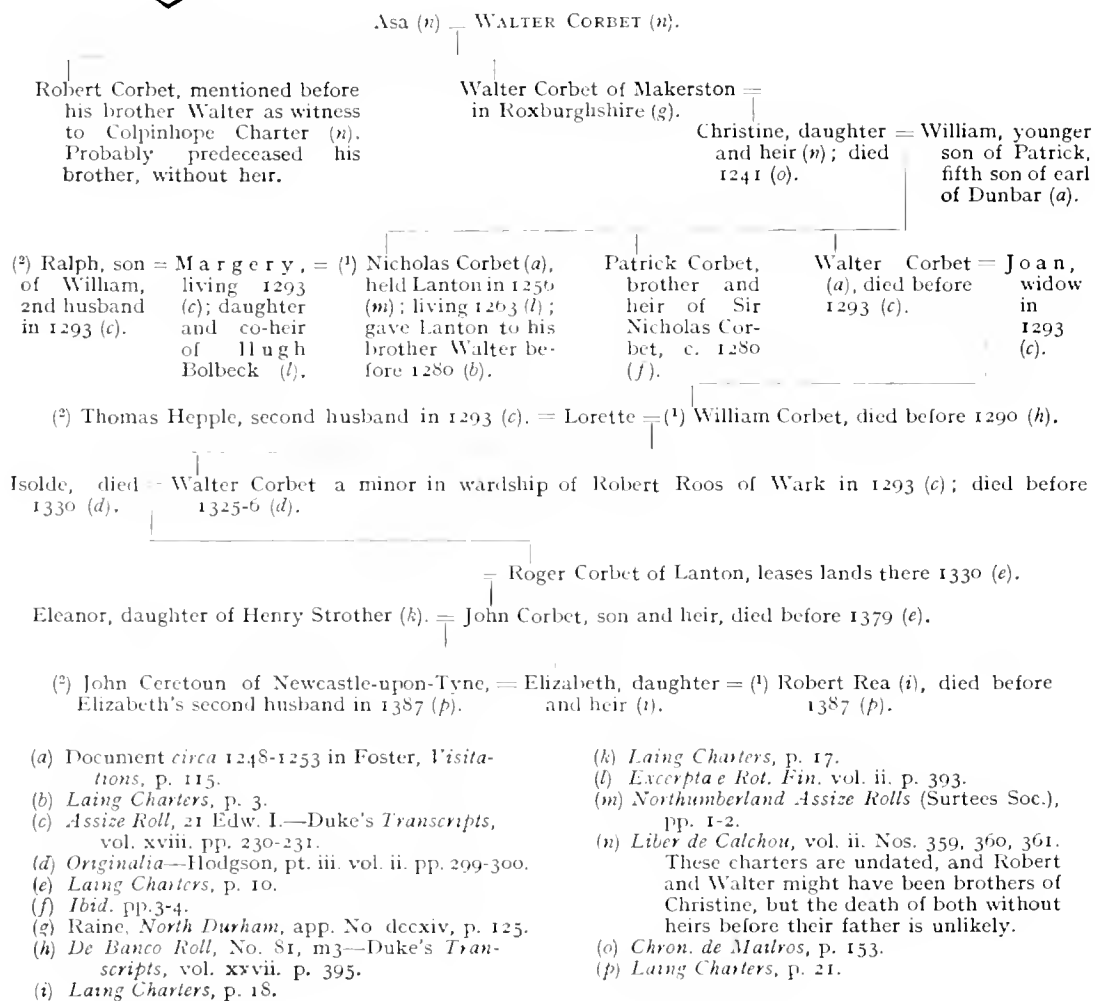 Asa (n) = WALTER CORBET (n).
Robert Corbet, mentioned before
his brother Walter as witness
to Colpinhope Charter (n).
Probably predeceased his
brother, without heir.
Walter Corbet of Makerston =
in Roxburghshire (g).
Christine, daughter = William, younger
and heir (n); died son of Patrick,
1241 (o). fifth son of earl
of Dunbar (a).
(²) Ralph, son = Margery, = (¹) Nicholas Corbet (a),
of William, living 1293 held Lanton in 1256
2nd husband (c); daughter (m); living 1263 (l);
in 1293 (c). and co-heir gave Lanton to his
of Hugh brother Walter be-
Bolbeck (l). fore 1280 (b).
Patrick Corbet,
brother and
heir of Sir
Nicholas Cor-
bet, c. 1280
(f).
Walter Corbet = Joan,
(a), died before widow
1293 (c). in
1293
(c).
(²) Thomas Hepple, second husband in 1293 (c). = Lorette = (¹) William Corbet, died before 1290 (h).
Isolde, died = Walter Corbet a minor in wardship of Robert Roos of Wark in 1293 (c); died before
1330 (d). 1325-6 (d).
= Roger Corbet of Lanton, leases lands there 1330 (e).
Eleanor, daughter of Henry Strother (k). = John Corbet, son and heir, died before 1379 (e).
(²) John Ceretoun of Newcastle-upon-Tyne, = Elizabeth, daughter = (¹) Robert Rea (i), died before
Elizabeth's second husband in 1387 (p). and heir (i). 1387 (p).
(a) Document circa 1248-1253 in Foster, Visita-
tions, p. 115.
(b) Laing Charters, p. 3.
(c) Assize Roll, 21 Edw. I.—Duke's Transcripts,
vol. xviii. pp. 230-231.
(d) Originalia—Hodgson, pt. iii. vol. ii. pp. 299-300.
(e) Laing Charters, p. 10.
(f) Ibid. pp.3-4.
(g) Raine, North Durham, app. No dccxiv, p. 125.
(h) De Banco Roll, No. 81, m3—Duke's Tran-
scripts, vol. xxvii. p. 395.
(i) Laing Charters, p. 18.
(k) Laing Charters, p. 17.
(l) Excerpta e Rot. Fin. vol. ii. p. 393.
(m) Northumberland Assize Rolls (Surtees Soc.),
pp. 1-2.
(n) Liber de Calchou, vol. ii. Nos. 359, 360, 361.
These charters are undated, and Robert
and Walter might have been brothers of
Christine, but the death of both without
heirs before their father is unlikely.
(o) Chron. de Mailros, p. 153.
(p) Laing Charters, p. 21.